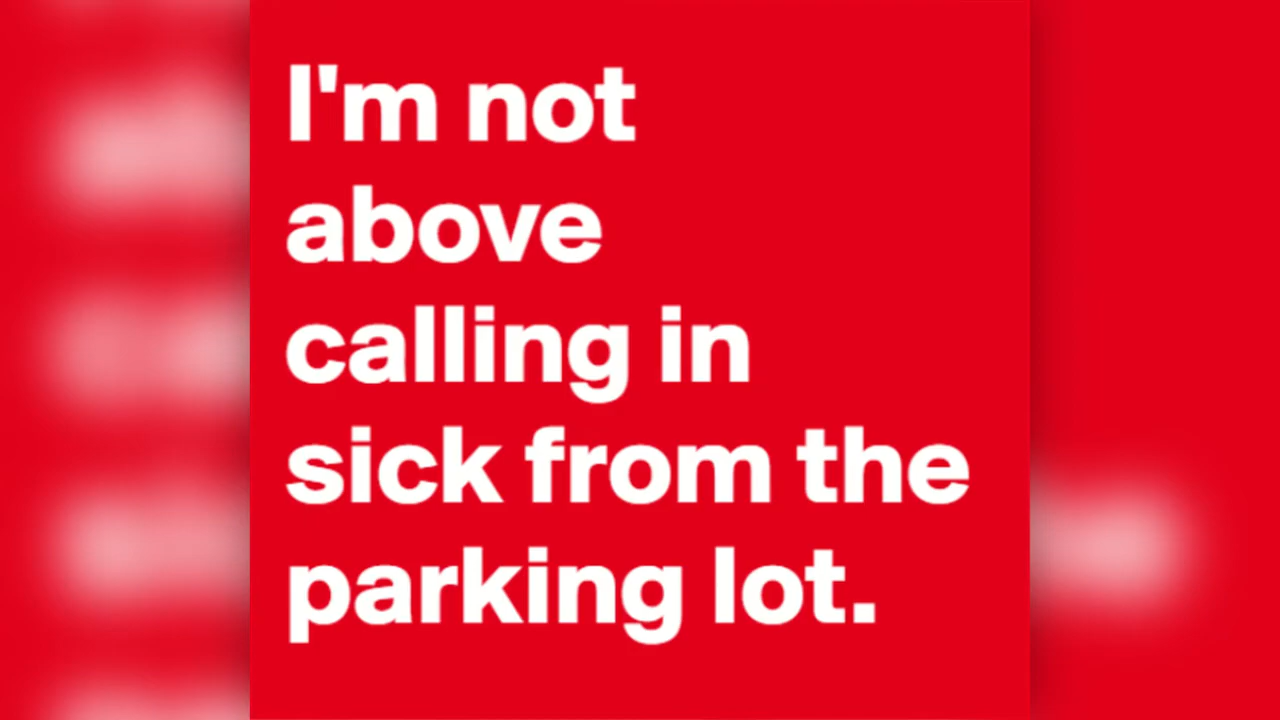 I'm not
above
calling in
sick from the
parking lot.